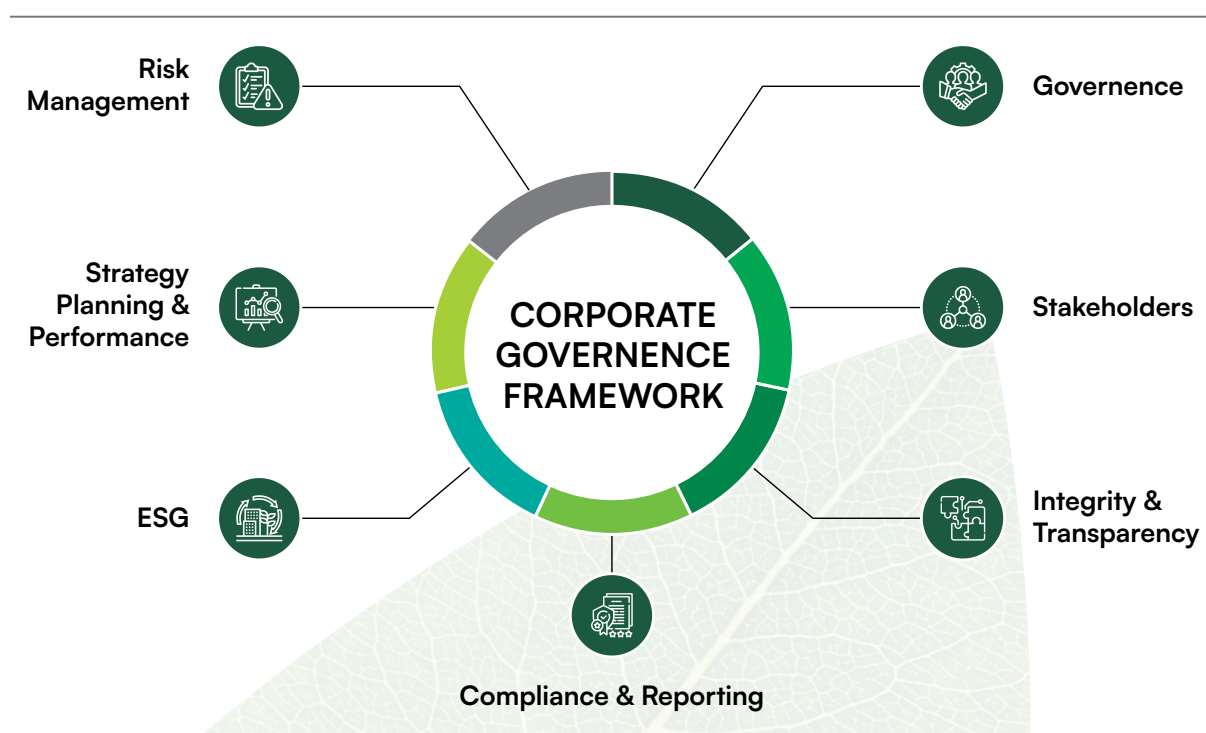 Risk
Management
Governence
Strategy
Planning &
Performance
CORPORATE
GOVERNENCE
FRAMEWORK
Stakeholders
ESG
Integrity &
Transparency
Compliance & Reporting